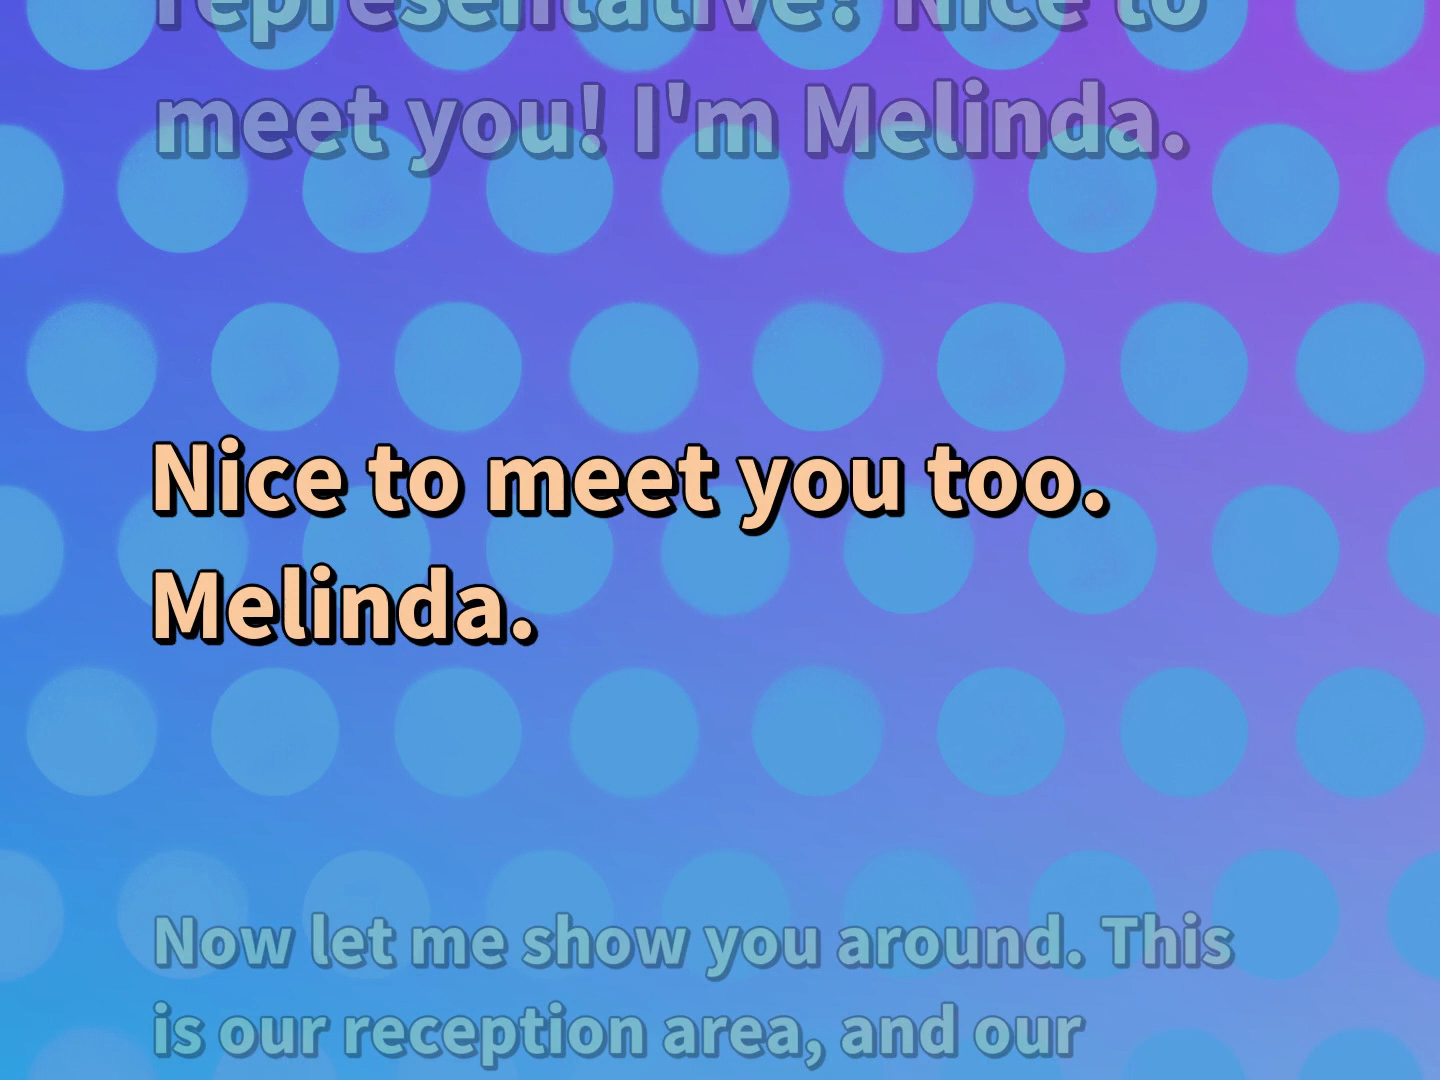 representative? Nice to
meet you! I'm Melinda.
Nice to meet you too.
Melinda.
Now let me show you around. This
is our reception area, and our